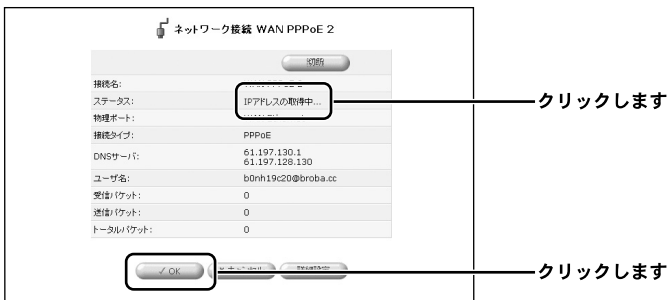 ネットワーク接続 WAN PPPoE 2
切断
接続名:
ステータス: IPアドレスの取得中...
クリックします
物理ポート:
接続タイプ: PPPoE
DNSサーバ: 61.197.130.1
61.197.128.130
ユーザ名: b0nh19c20@broba.cc
受信パケット: 0
送信パケット: 0
トータルパケット: 0
✓ OK
クリックします